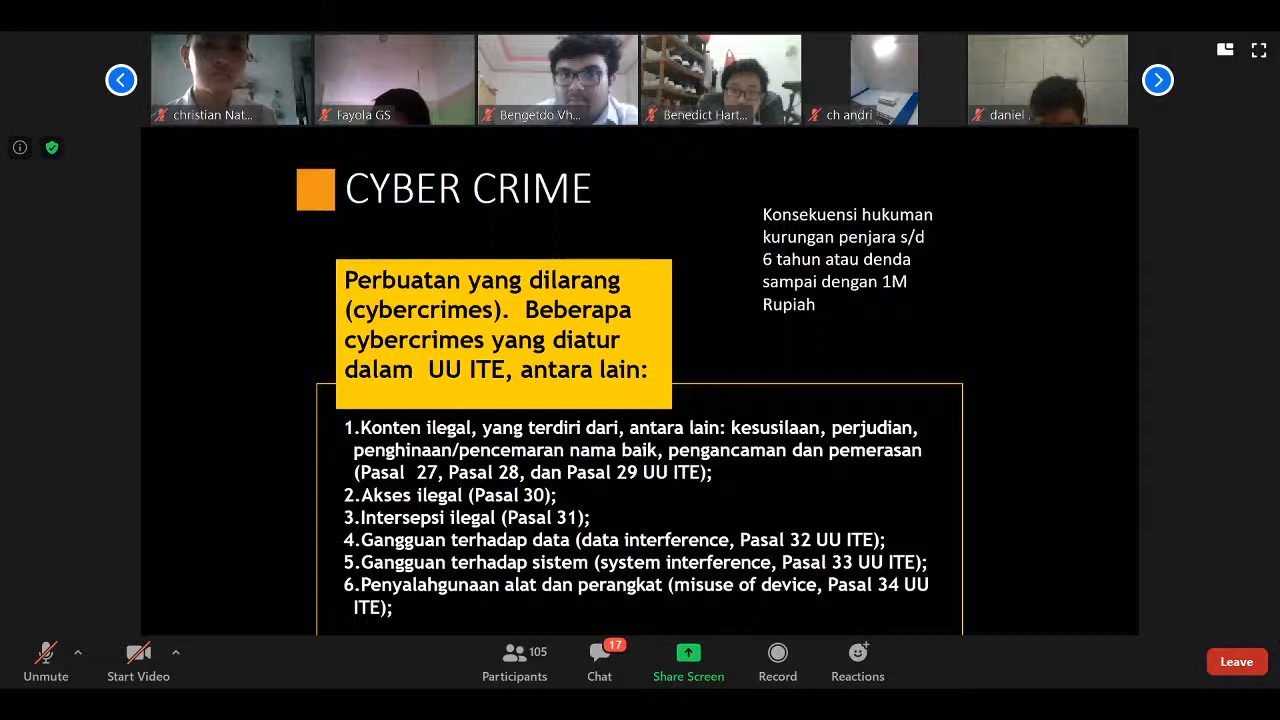 christian Nat...
Fayola GS
Bengetdo Vh...
Benedict Hart...
ch andri
daniel .
CYBER CRIME
Konsekuensi hukuman
kurungan penjara s/d
6 tahun atau denda
sampai dengan 1M
Rupiah
Perbuatan yang dilarang
(cybercrimes).  Beberapa
cybercrimes yang diatur
dalam  UU ITE, antara lain:
1.Konten ilegal, yang terdiri dari, antara lain: kesusilaan, perjudian,
penghinaan/pencemaran nama baik, pengancaman dan pemerasan
(Pasal  27, Pasal 28, dan Pasal 29 UU ITE);
2.Akses ilegal (Pasal 30);
3.Intersepsi ilegal (Pasal 31);
4.Gangguan terhadap data (data interference, Pasal 32 UU ITE);
5.Gangguan terhadap sistem (system interference, Pasal 33 UU ITE);
6.Penyalahgunaan alat dan perangkat (misuse of device, Pasal 34 UU
ITE);
Unmute
Start Video
105
Participants
17
Chat
Share Screen
Record
Reactions
Leave